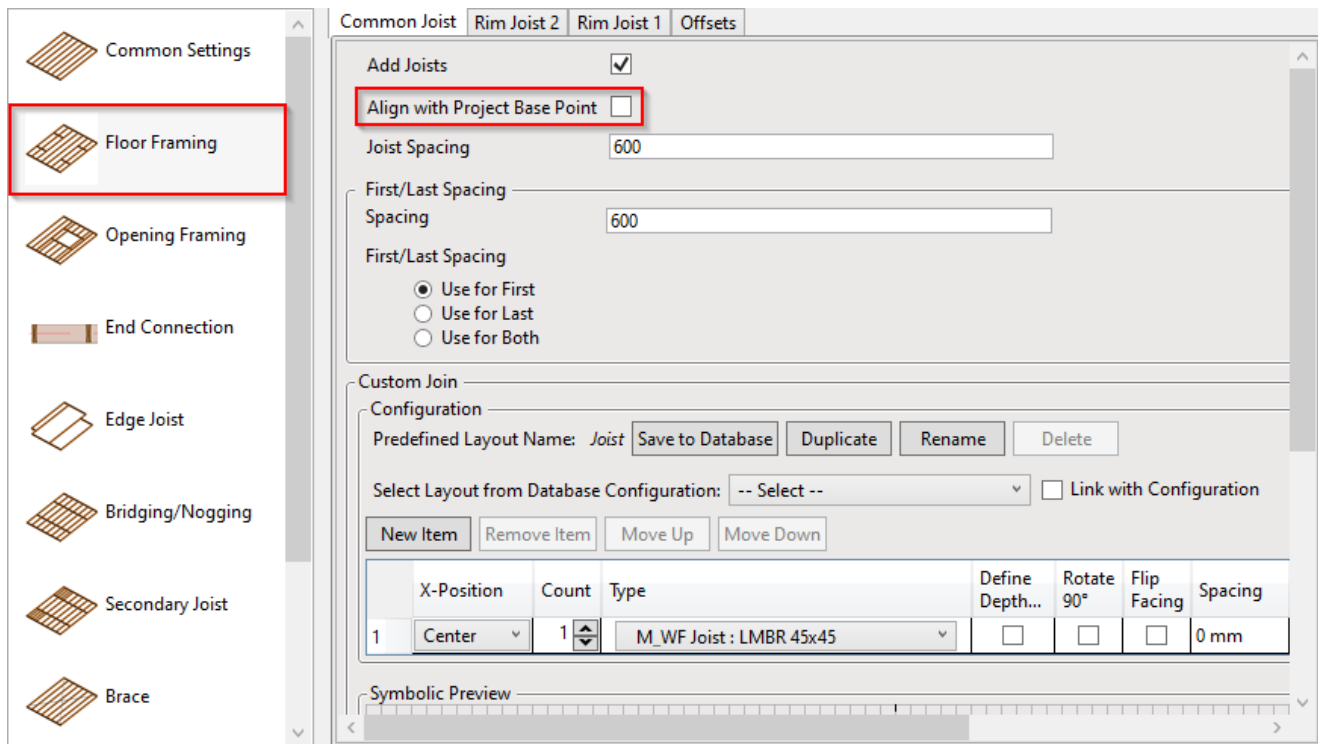 Common Settings
Floor Framing
Opening Framing
End Connection
Edge Joist
Bridging/Nogging
Secondary Joist
Brace
Common Joist Rim Joist 2 Rim Joist 1 Offsets
Add Joists
Align with Project Base Point
Joist Spacing 600
First/Last Spacing
Spacing 600
First/Last Spacing
Use for First
Use for Last
Use for Both
Custom Join
Configuration
Predefined Layout Name: Joist Save to Database Duplicate Rename Delete
Select Layout from Database Configuration: -- Select -- Link with Configuration
New Item Remove Item Move Up Move Down
X-Position Count Type Define Depth... Rotate 90° Flip Facing Spacing
1 Center 1 M_WF Joist : LMBR 45x45 0 mm
Symbolic Preview